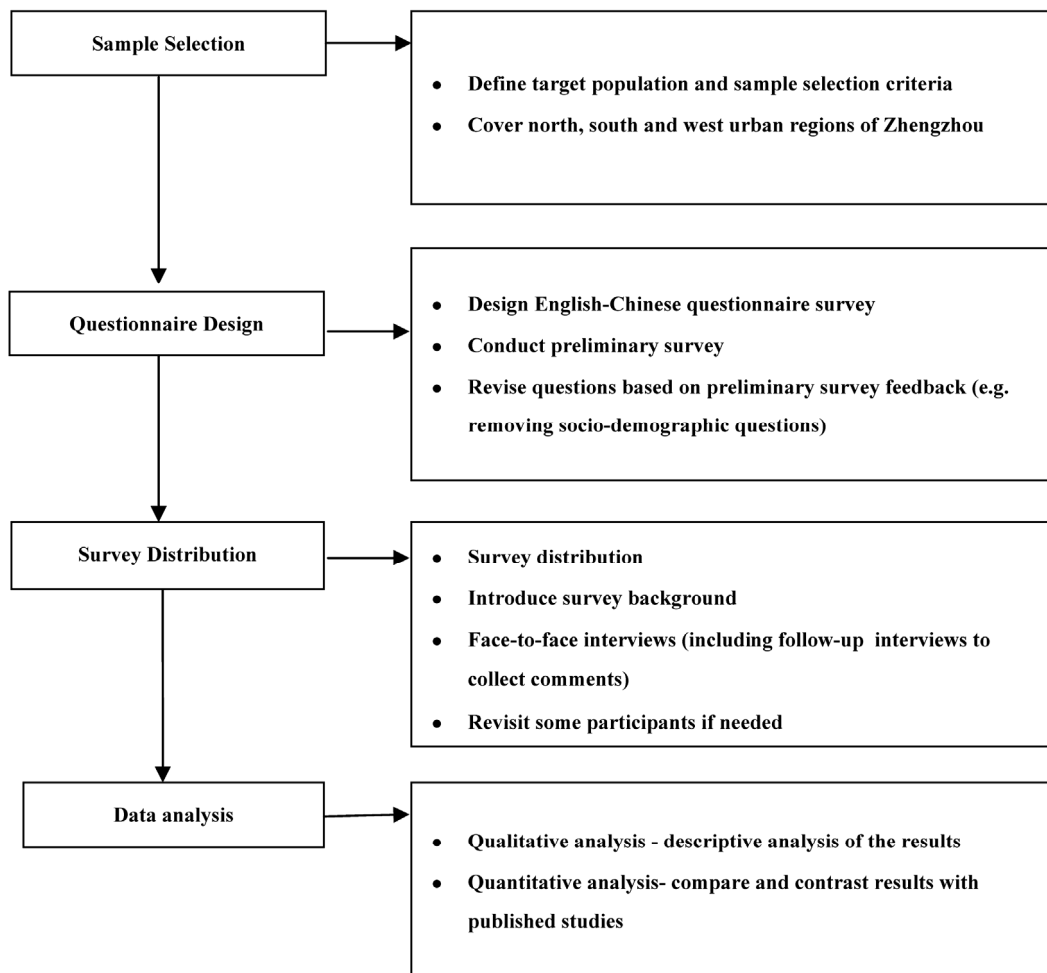 Sample Selection
● Define target population and sample selection criteria
● Cover north, south and west urban regions of Zhengzhou
Questionnaire Design
● Design English-Chinese questionnaire survey
● Conduct preliminary survey
● Revise questions based on preliminary survey feedback (e.g.
removing socio-demographic questions)
Survey Distribution
● Survey distribution
● Introduce survey background
● Face-to-face interviews (including follow-up interviews to
collect comments)
● Revisit some participants if needed
Data analysis
● Qualitative analysis - descriptive analysis of the results
● Quantitative analysis- compare and contrast results with
published studies